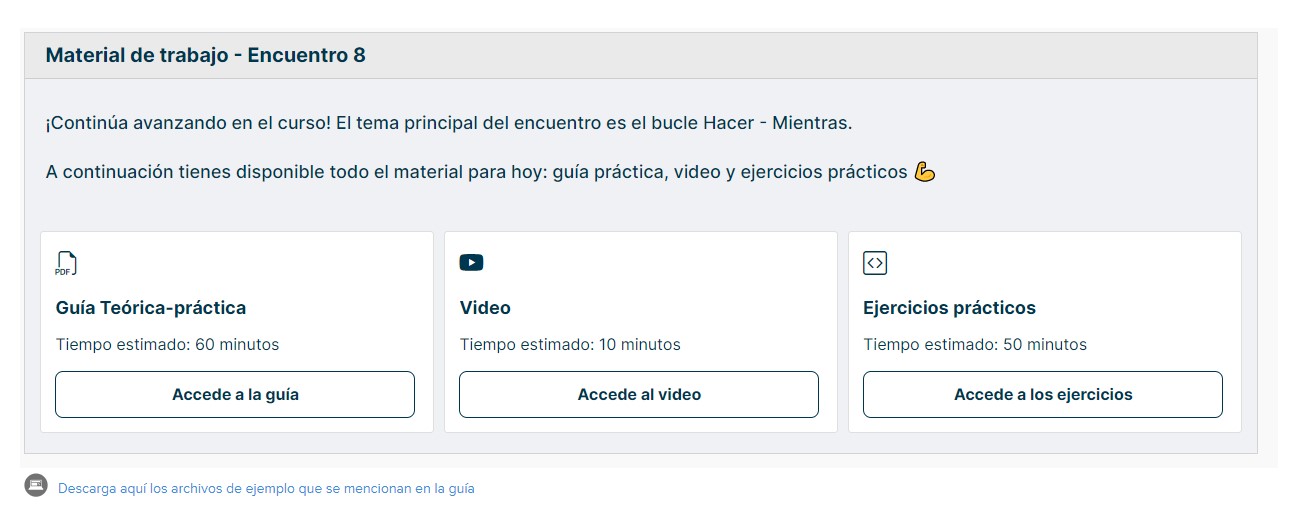 Material de trabajo - Encuentro 8
¡Continúa avanzando en el curso! El tema principal del encuentro es el bucle Hacer - Mientras.
A continuación tienes disponible todo el material para hoy: guía práctica, video y ejercicios prácticos 💪
PDF
Guía Teórica-práctica
Tiempo estimado: 60 minutos
Accede a la guía
Video
Tiempo estimado: 10 minutos
Accede al video
Ejercicios prácticos
Tiempo estimado: 50 minutos
Accede a los ejercicios
Descarga aquí los archivos de ejemplo que se mencionan en la guía